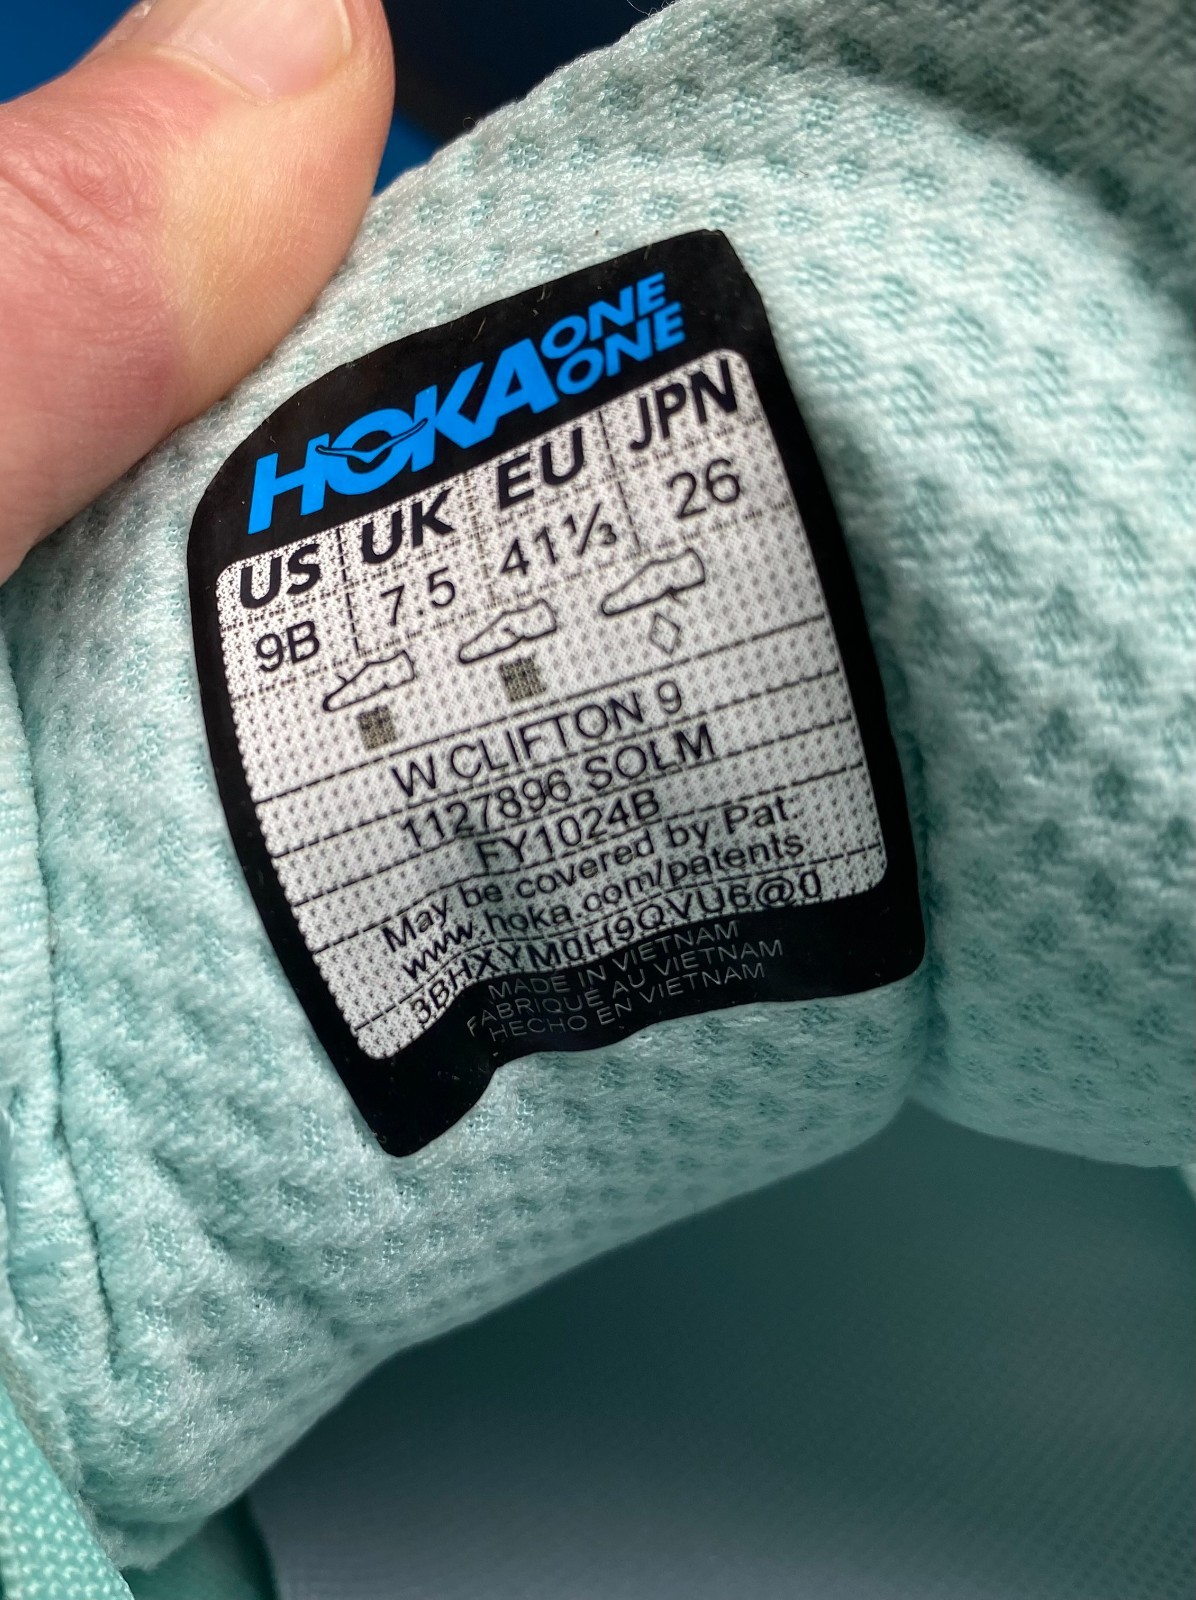 HOKA ONE ONE
US UK EU JPN
9B 7.5 41⅓ 26
W CLIFTON 9
1127896 SOLM
FY1024B
May be covered by Pat:
www.hoka.com/patents
3BHXYM0H9QVU6@0
MADE IN VIETNAM
FABRIQUÉ AU VIETNAM
HECHO EN VIETNAM